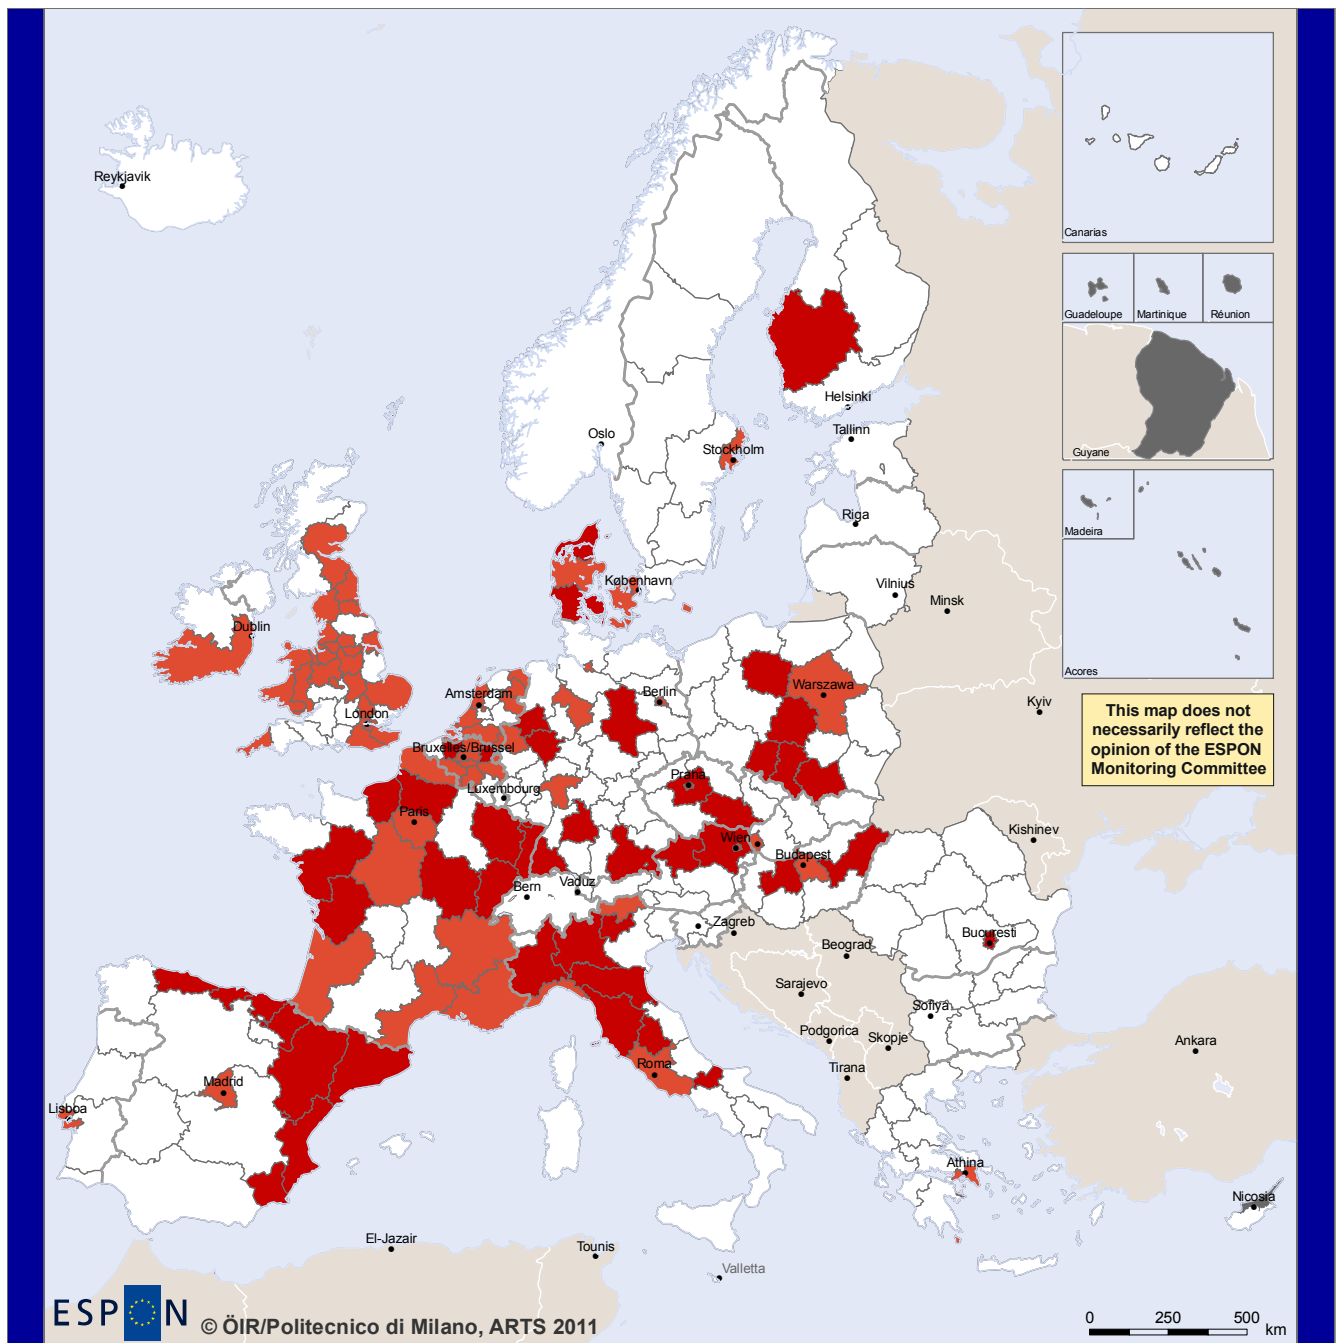 Reykjavik
Canarias
Guadeloupe
Martinique
Réunion
Guyane
Helsinki
Oslo
Tallinn
Stockholm
Madeira
Riga
København
Vilnius
Minsk
Dublin
Acores
Amsterdam
Berlin
Warszawa
London
Kyiv
This map does not
necessarily reflect the
opinion of the ESPON
Monitoring Committee
Bruxelles/Brussel
Praha
Luxembourg
Paris
Kishinev
Wien
Budapest
Bern
Vaduz
Zagreb
Bucuresti
Beograd
Sarajevo
Sofiya
Podgorica
Skopje
Ankara
Roma
Tirana
Madrid
Lisboa
Athina
Nicosia
El-Jazair
Tounis
Valletta
ESPON
© ÖIR/Politecnico di Milano, ARTS 2011
0 250 500
km